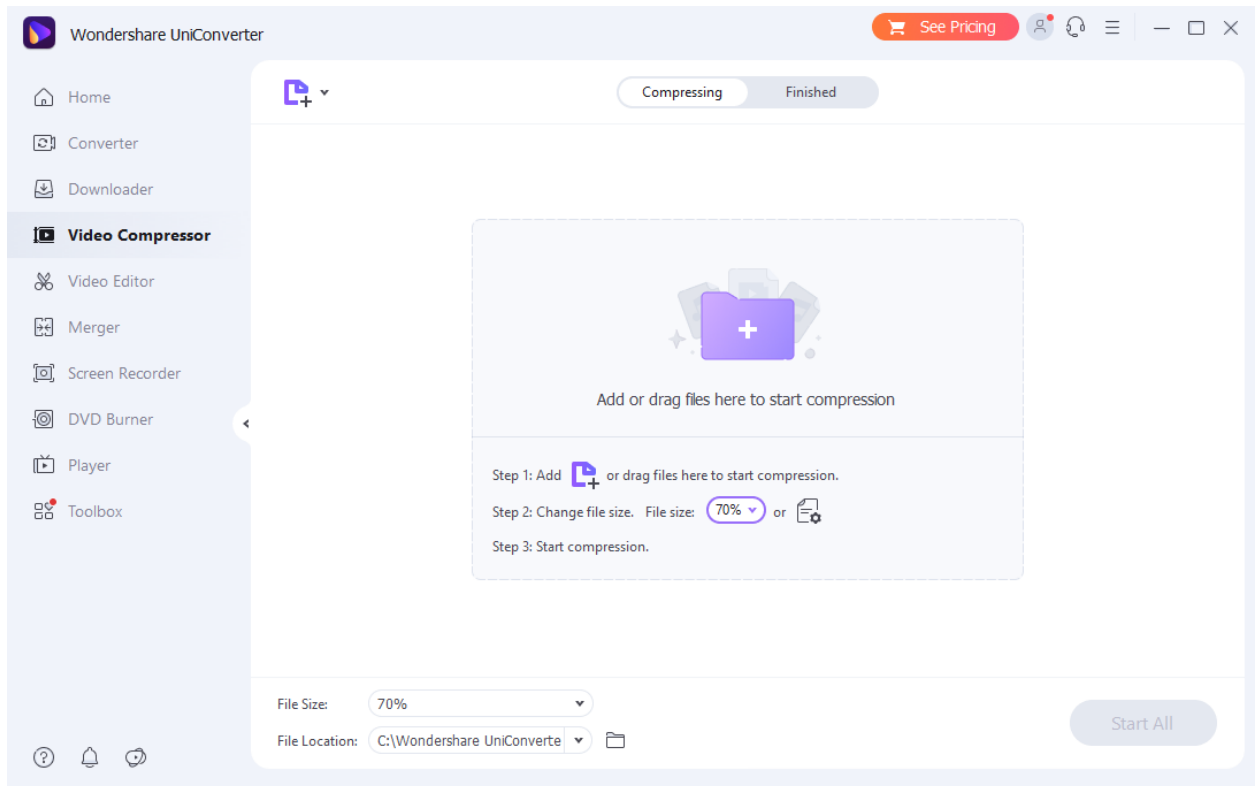 Wondershare UniConverter
See Pricing
Home
Converter
Downloader
Video Compressor
Video Editor
Merger
Screen Recorder
DVD Burner
Player
Toolbox
Compressing
Finished
Add or drag files here to start compression
Step 1: Add or drag files here to start compression.
Step 2: Change file size. File size: 70% or
Step 3: Start compression.
File Size: 70%
File Location: C:\Wondershare UniConverte
Start All